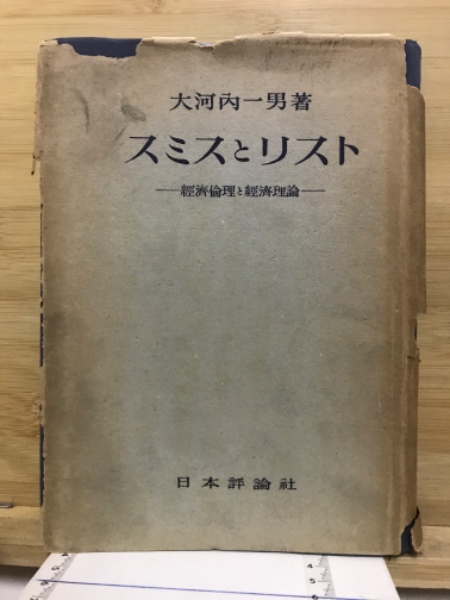 大河內一男著
スミスとリスト
──經濟倫理と經濟理論──
日本評論社